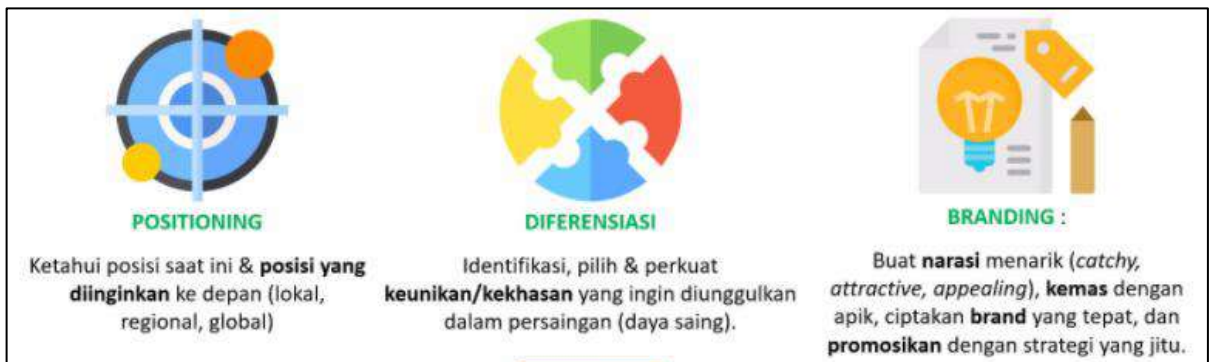 POSITIONING
Ketahui posisi saat ini & posisi yang
diinginkan ke depan (lokal,
regional, global)
DIFERENSIASI
Identifikasi, pilih & perkuat
keunikan/kekhasan yang ingin diunggulkan
dalam persaingan (daya saing).
BRANDING :
Buat narasi menarik (catchy,
attractive, appealing), kemas dengan
apik, ciptakan brand yang tepat, dan
promosikan dengan strategi yang jitu.